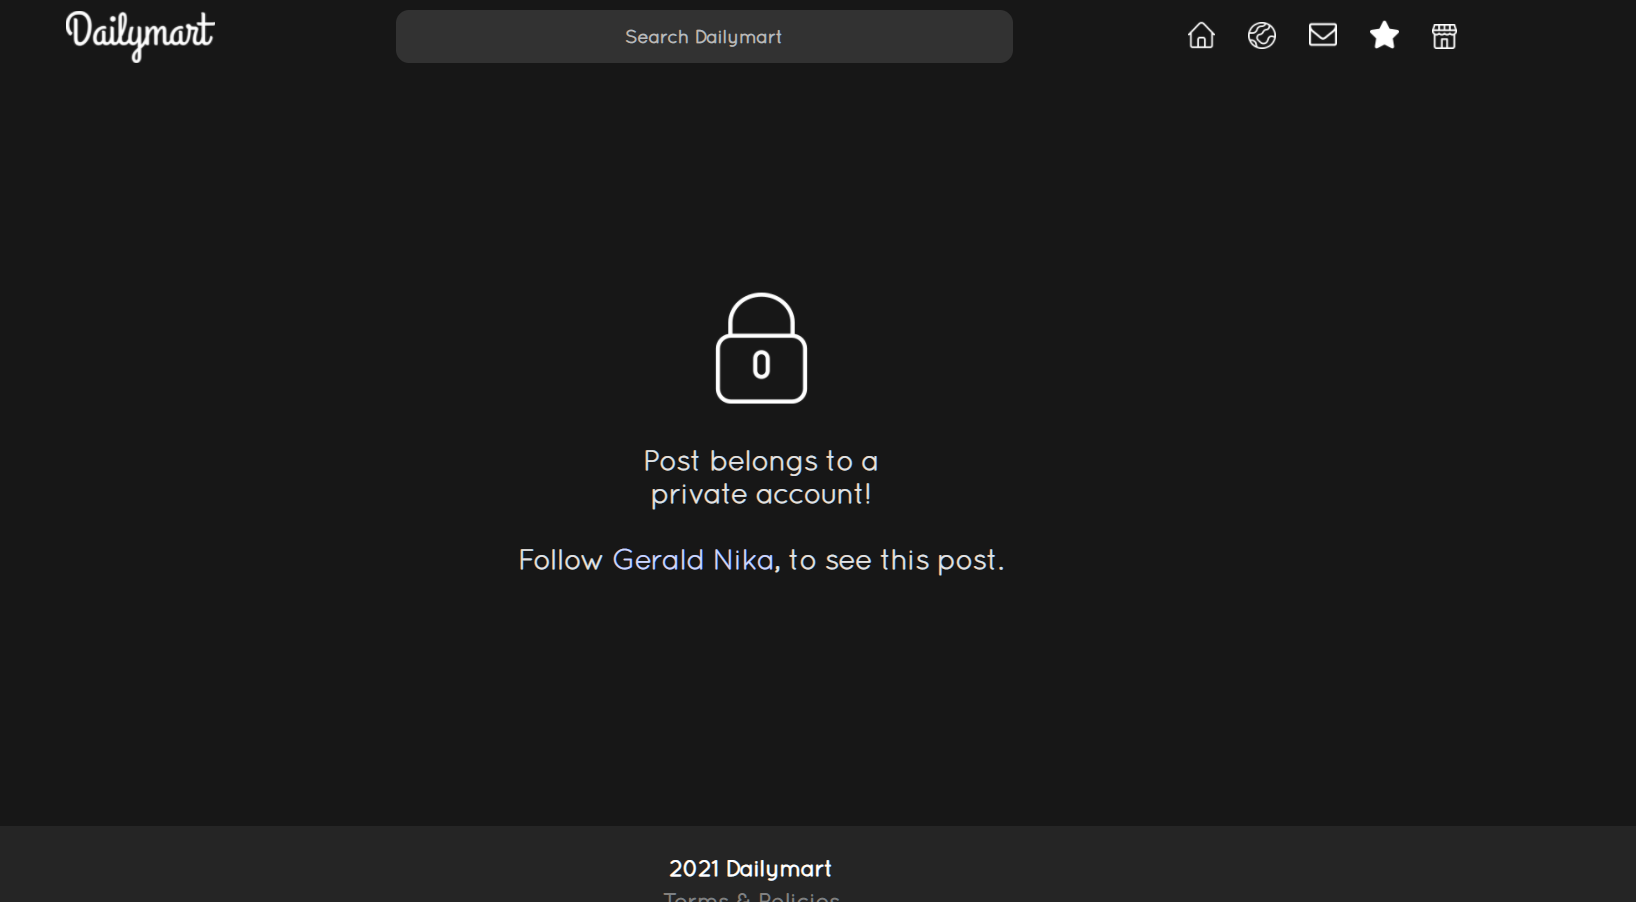 Dailymart
Search Dailymart
Post belongs to a
private account!
Follow Gerald Nika, to see this post.
2021 Dailymart
Terms & Policies